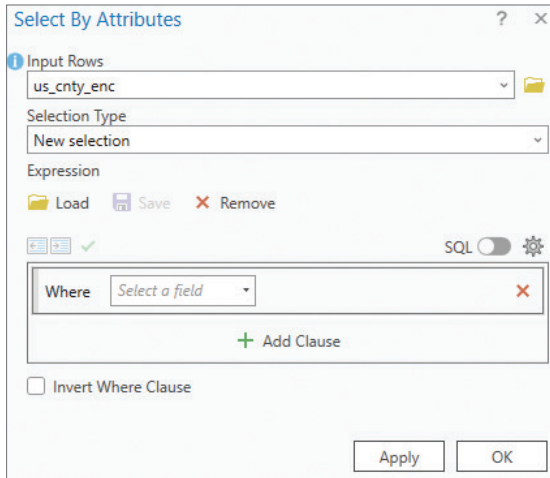 Select By Attributes ? ×
Input Rows
us_cnty_enc
Selection Type
New selection
Expression
Load Save × Remove
SQL
Where Select a field ×
+ Add Clause
Invert Where Clause
Apply OK